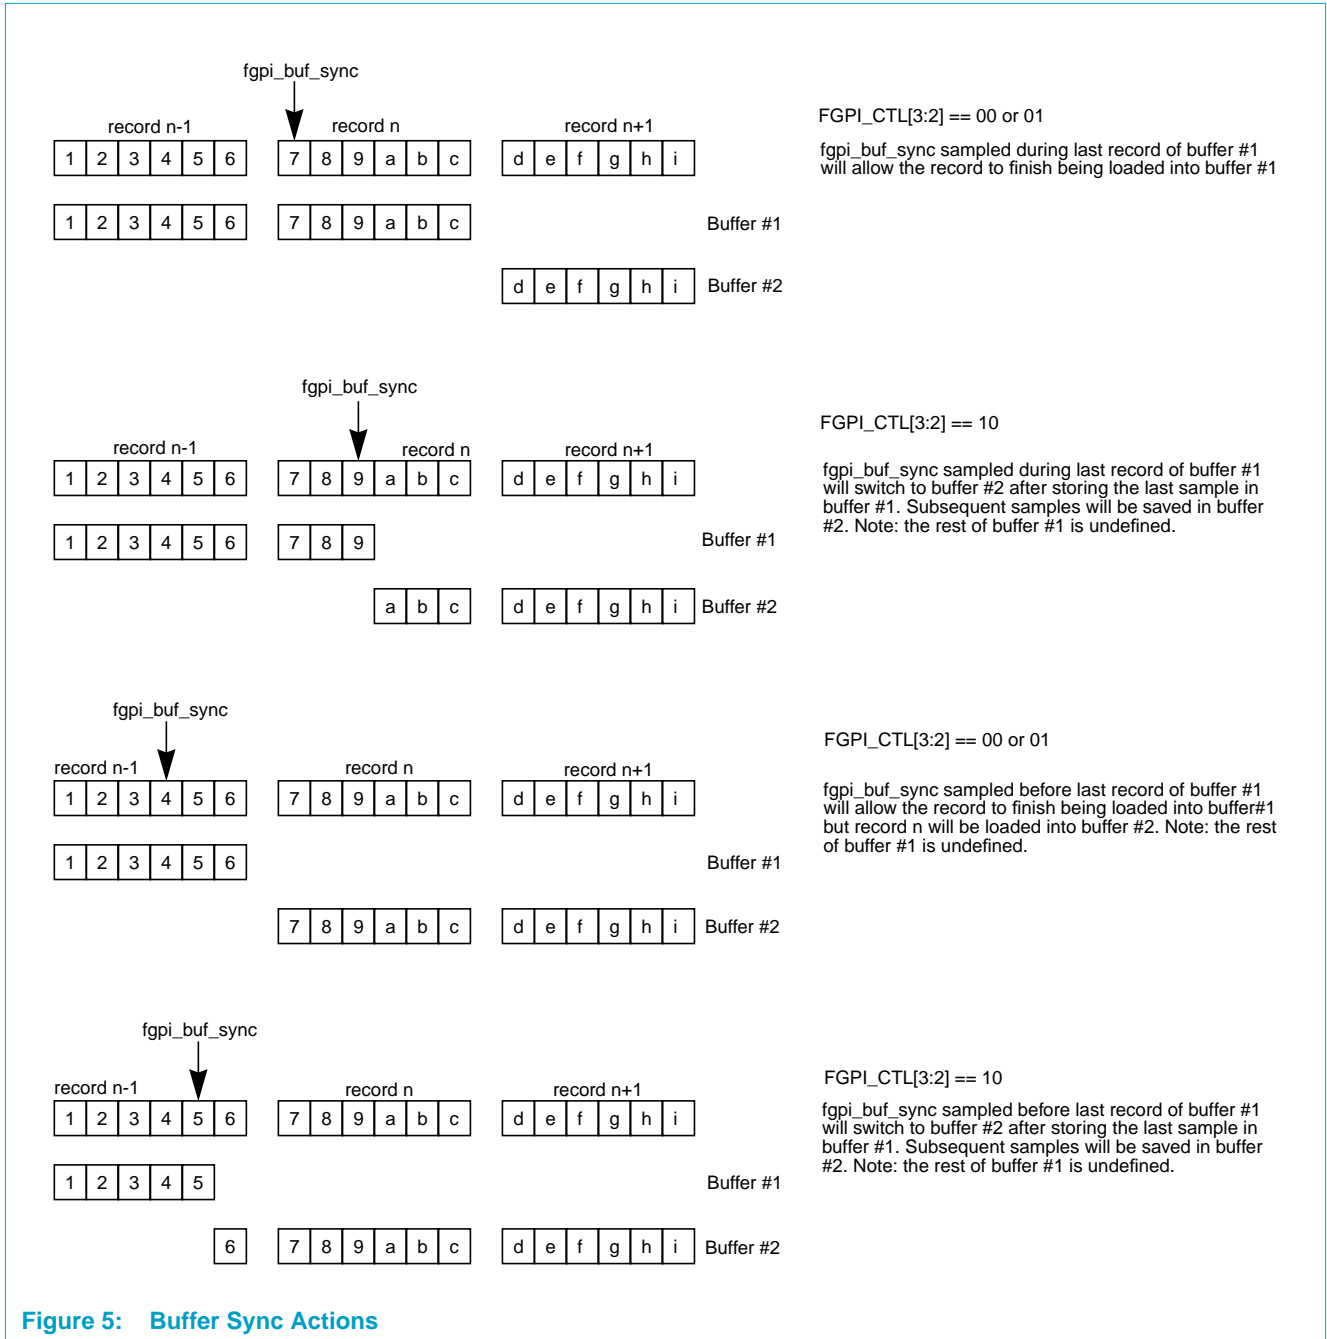 fgpi_buf_sync
record n-1 record n record n+1
1 2 3 4 5 6 7 8 9 a b c d e f g h i
1 2 3 4 5 6 7 8 9 a b c Buffer #1
d e f g h i Buffer #2
FGPI_CTL[3:2] == 00 or 01
fgpi_buf_sync sampled during last record of buffer #1
will allow the record to finish being loaded into buffer #1
fgpi_buf_sync
record n-1 record n record n+1
1 2 3 4 5 6 7 8 9 a b c d e f g h i
1 2 3 4 5 6 7 8 9 Buffer #1
a b c d e f g h i Buffer #2
FGPI_CTL[3:2] == 10
fgpi_buf_sync sampled during last record of buffer #1
will switch to buffer #2 after storing the last sample in
buffer #1. Subsequent samples will be saved in buffer
#2. Note: the rest of buffer #1 is undefined.
fgpi_buf_sync
record n-1 record n record n+1
1 2 3 4 5 6 7 8 9 a b c d e f g h i
1 2 3 4 5 6 Buffer #1
7 8 9 a b c d e f g h i Buffer #2
FGPI_CTL[3:2] == 00 or 01
fgpi_buf_sync sampled before last record of buffer #1
will allow the record to finish being loaded into buffer#1
but record n will be loaded into buffer #2. Note: the rest
of buffer #1 is undefined.
fgpi_buf_sync
record n-1 record n record n+1
1 2 3 4 5 6 7 8 9 a b c d e f g h i
1 2 3 4 5 Buffer #1
6 7 8 9 a b c d e f g h i Buffer #2
FGPI_CTL[3:2] == 10
fgpi_buf_sync sampled before last record of buffer #1
will switch to buffer #2 after storing the last sample in
buffer #1. Subsequent samples will be saved in buffer
#2. Note: the rest of buffer #1 is undefined.
Figure 5: Buffer Sync Actions